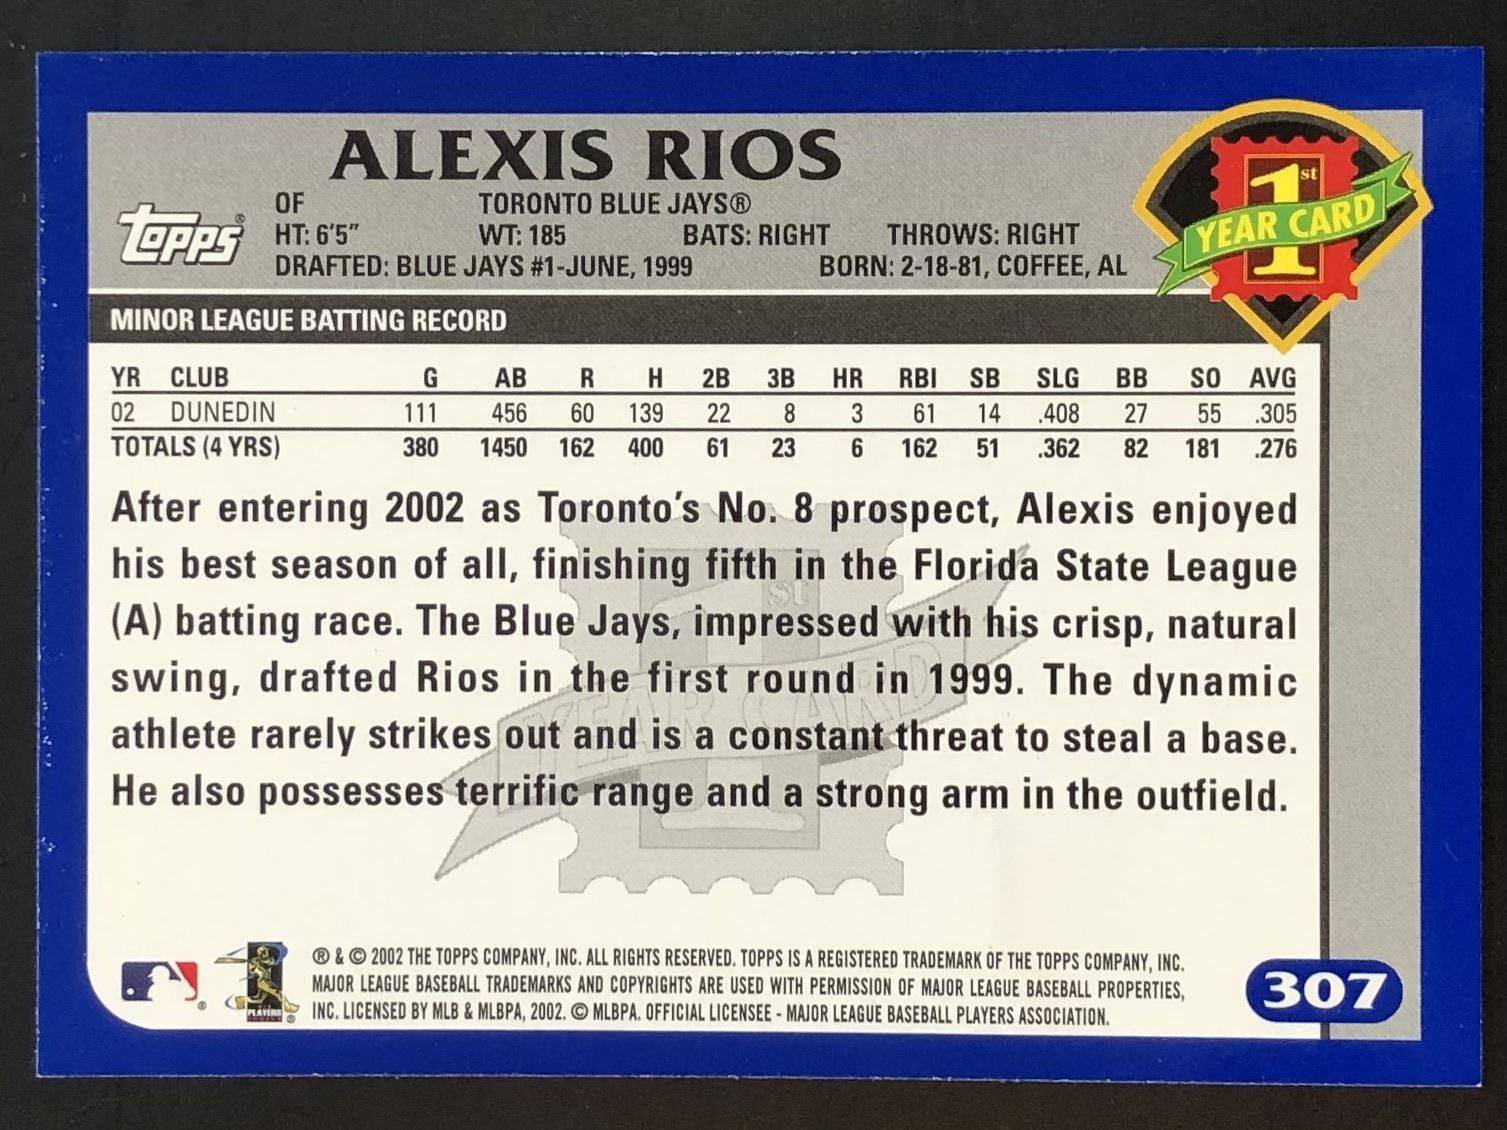 ALEXIS RIOS
topps®
OF TORONTO BLUE JAYS®
HT: 6'5" WT: 185 BATS: RIGHT THROWS: RIGHT
DRAFTED: BLUE JAYS #1-JUNE, 1999 BORN: 2-18-81, COFFEE, AL
1st
YEAR CARD
MINOR LEAGUE BATTING RECORD
YR CLUB G AB R H 2B 3B HR RBI SB SLG BB SO AVG
02 DUNEDIN 111 456 60 139 22 8 3 61 14 .408 27 55 .305
TOTALS (4 YRS) 380 1450 162 400 61 23 6 162 51 .362 82 181 .276
After entering 2002 as Toronto's No. 8 prospect, Alexis enjoyed
his best season of all, finishing fifth in the Florida State League
(A) batting race. The Blue Jays, impressed with his crisp, natural
swing, drafted Rios in the first round in 1999. The dynamic
athlete rarely strikes out and is a constant threat to steal a base.
He also possesses terrific range and a strong arm in the outfield.
1st
YEAR CARD
® & © 2002 THE TOPPS COMPANY, INC. ALL RIGHTS RESERVED. TOPPS IS A REGISTERED TRADEMARK OF THE TOPPS COMPANY, INC.
MAJOR LEAGUE BASEBALL TRADEMARKS AND COPYRIGHTS ARE USED WITH PERMISSION OF MAJOR LEAGUE BASEBALL PROPERTIES,
INC. LICENSED BY MLB & MLBPA, 2002. © MLBPA. OFFICIAL LICENSEE - MAJOR LEAGUE BASEBALL PLAYERS ASSOCIATION.
PLAYERS
307